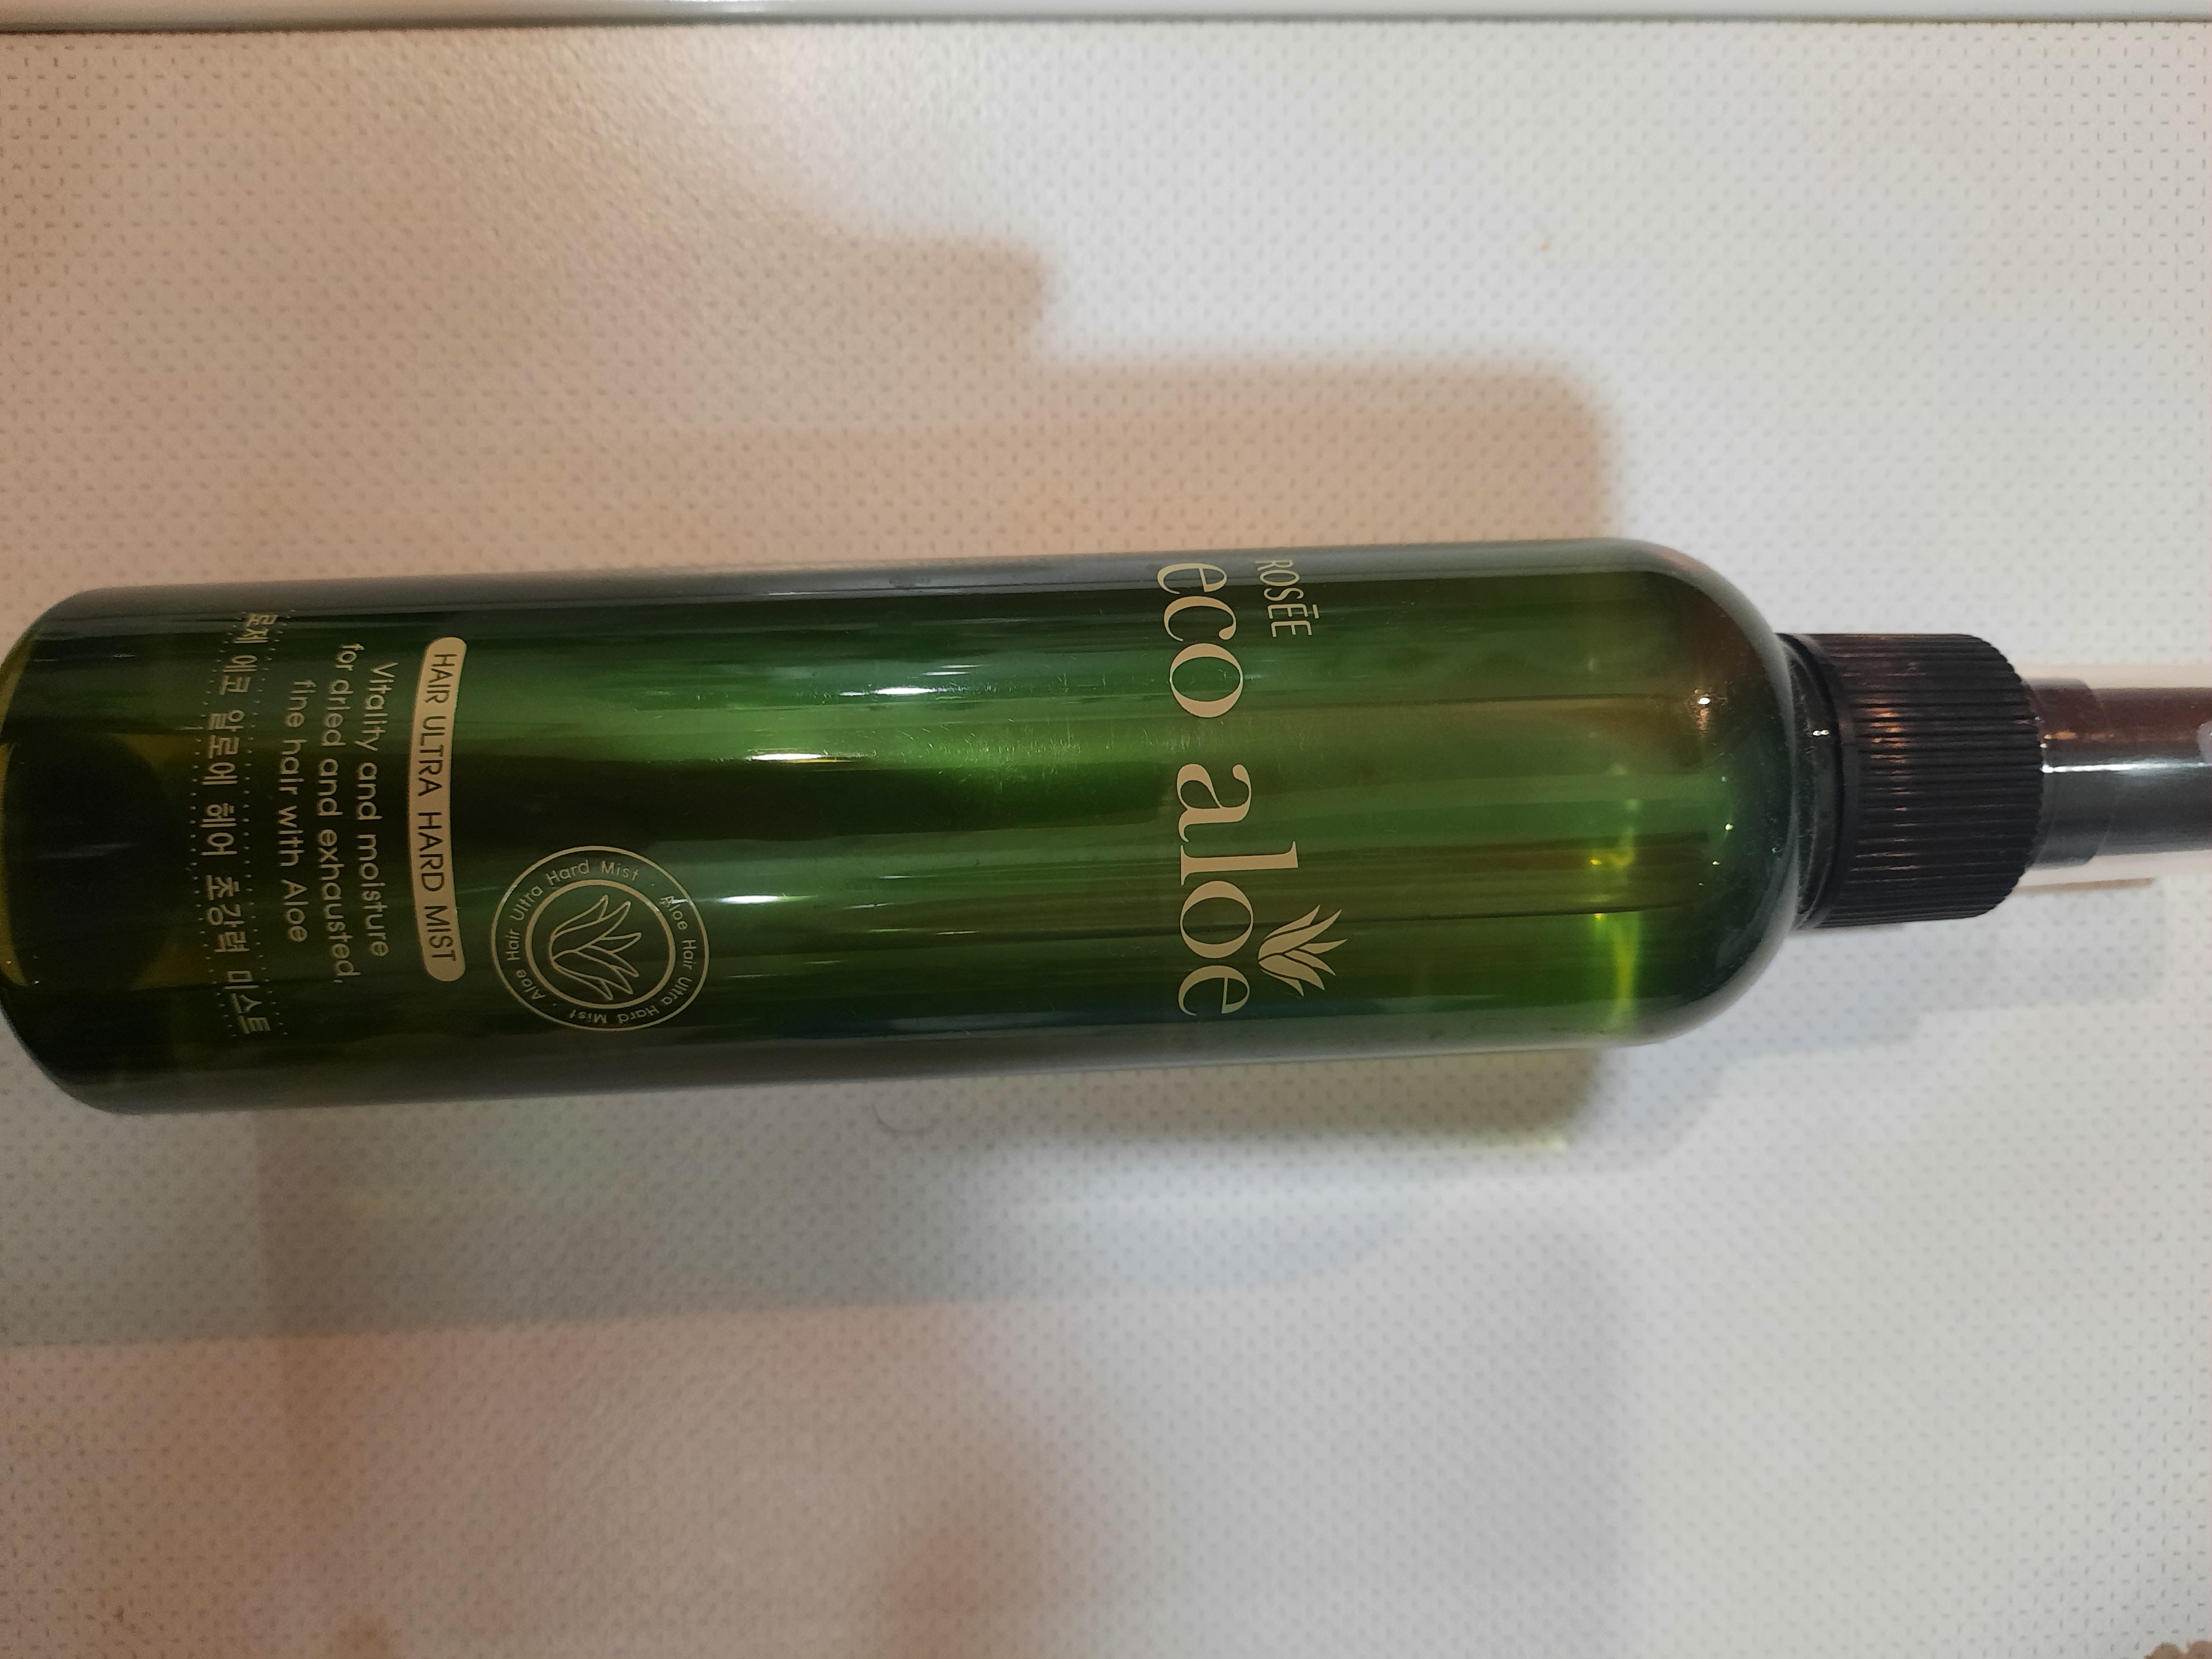 ROSĒE
eco aloe
Aloe Hair Ultra Hard Mist · Aloe Hair Ultra Hard Mist ·
HAIR ULTRA HARD MIST
Vitality and moisture
for dried and exhausted,
fine hair with Aloe
로제 에코 알로에 헤어 초강력 미스트